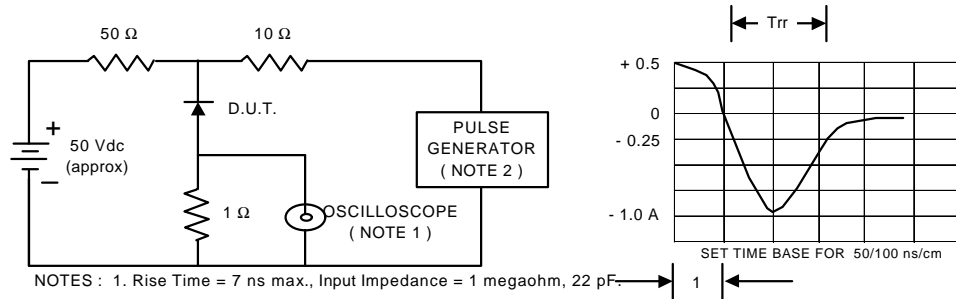 50 Ω
10 Ω
Trr
+ 0.5
0
- 0.25
- 1.0 A
D.U.T.
+
50 Vdc
(approx)
−
PULSE
GENERATOR
( NOTE 2 )
1 Ω
OSCILLOSCOPE
( NOTE 1 )
SET TIME BASE FOR 50/100 ns/cm
NOTES : 1. Rise Time = 7 ns max., Input Impedance = 1 megaohm, 22 pF.
1